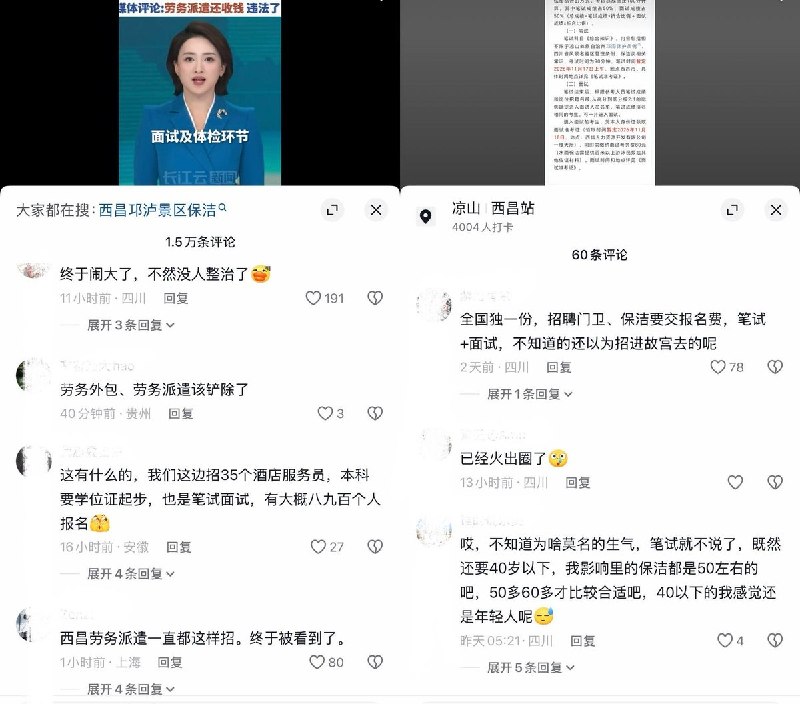 媒体评论:劳务派遣还收钱 违法了
面试及体检环节
长江云新闻
大家都在搜:西昌邛泸景区保洁
1.5万条评论
终于闹大了，不然没人整治了
11小时前·四川 回复
191
展开3条回复
劳务外包、劳务派遣该铲除了
40分钟前·贵州 回复
3
这有什么的，我们这边招35个酒店服务员，本科
要学位证起步，也是笔试面试，有大概八九百个人
报名
16小时前·安徽 回复
27
展开4条回复
西昌劳务派遣一直都这样招。终于被看到了。
1小时前·上海 回复
80
展开4条回复
（一）笔试
（二）面试
凉山 | 西昌站
4004人打卡
60条评论
全国独一份，招聘门卫、保洁要交报名费，笔试
+面试，不知道的还以为招进故宫去的呢
2天前·四川 回复
78
展开1条回复
已经火出圈了
13小时前·四川 回复
哎，不知道为啥莫名的生气，笔试就不说了，既然
还要40岁以下，我影响里的保洁都是50左右的
吧，50多60多才比较合适吧，40以下的我感觉还
是年轻人呢
昨天05:21·四川 回复
4
展开5条回复